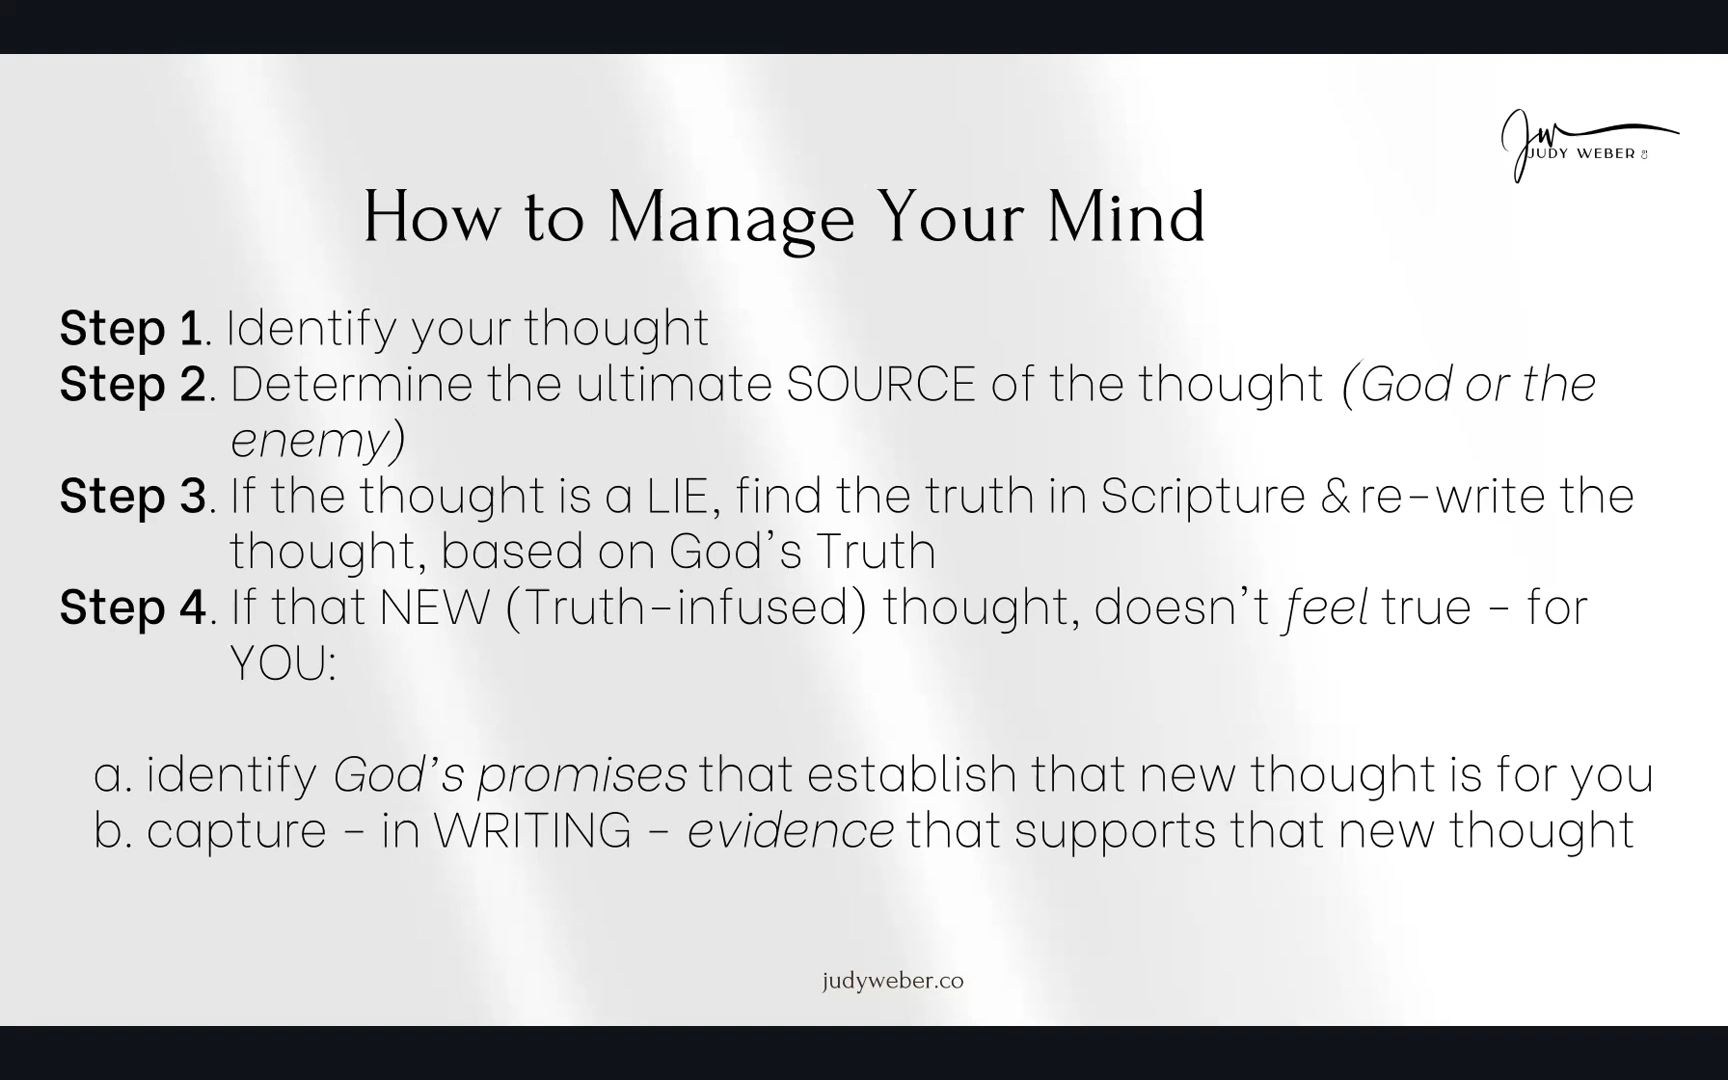 JW
JUDY WEBER CO
How to Manage Your Mind
Step 1. Identify your thought
Step 2. Determine the ultimate SOURCE of the thought (God or the
enemy)
Step 3. If the thought is a LIE, find the truth in Scripture & re-write the
thought, based on God's Truth
Step 4. If that NEW (Truth-infused) thought, doesn't feel true - for
YOU:
a. identify God's promises that establish that new thought is for you
b. capture - in WRITING - evidence that supports that new thought
judyweber.co